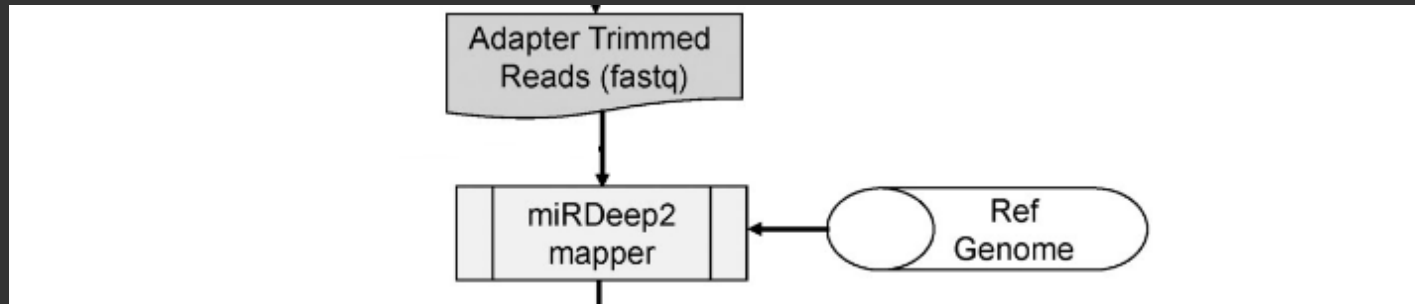 Adapter Trimmed
Reads (fastq)
miRDeep2
mapper
Ref
Genome